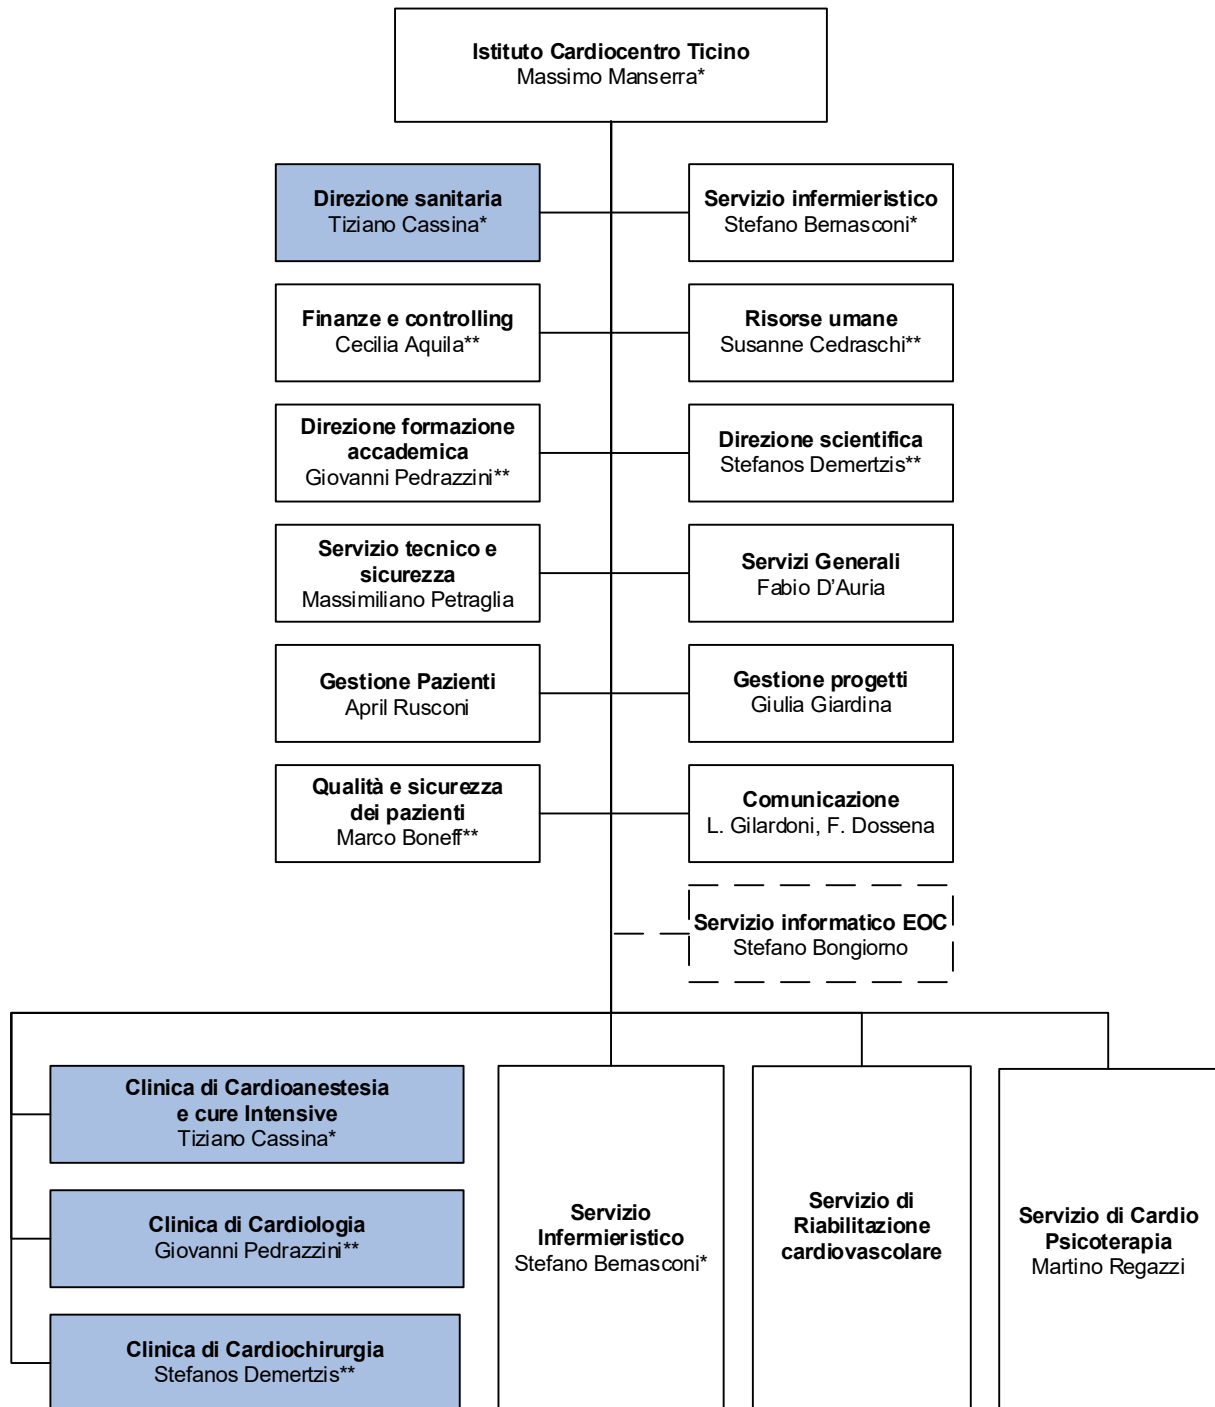 Istituto Cardiocentro Ticino
Massimo Manserra*
Direzione sanitaria
Tiziano Cassina*
Servizio infermieristico
Stefano Bernasconi*
Finanze e controlling
Cecilia Aquila**
Risorse umane
Susanne Cedraschi**
Direzione formazione
accademica
Giovanni Pedrazzini**
Direzione scientifica
Stefanos Demertzis**
Servizio tecnico e
sicurezza
Massimiliano Petraglia
Servizi Generali
Fabio D’Auria
Gestione Pazienti
April Rusconi
Gestione progetti
Giulia Giardina
Qualità e sicurezza
dei pazienti
Marco Boneff**
Comunicazione
L. Gilardoni, F. Dossena
Servizio informatico EOC
Stefano Bongiorno
Clinica di Cardioanestesia
e cure Intensive
Tiziano Cassina*
Clinica di Cardiologia
Giovanni Pedrazzini**
Clinica di Cardiochirurgia
Stefanos Demertzis**
Servizio
Infermieristico
Stefano Bernasconi*
Servizio di
Riabilitazione
cardiovascolare
Servizio di Cardio
Psicoterapia
Martino Regazzi